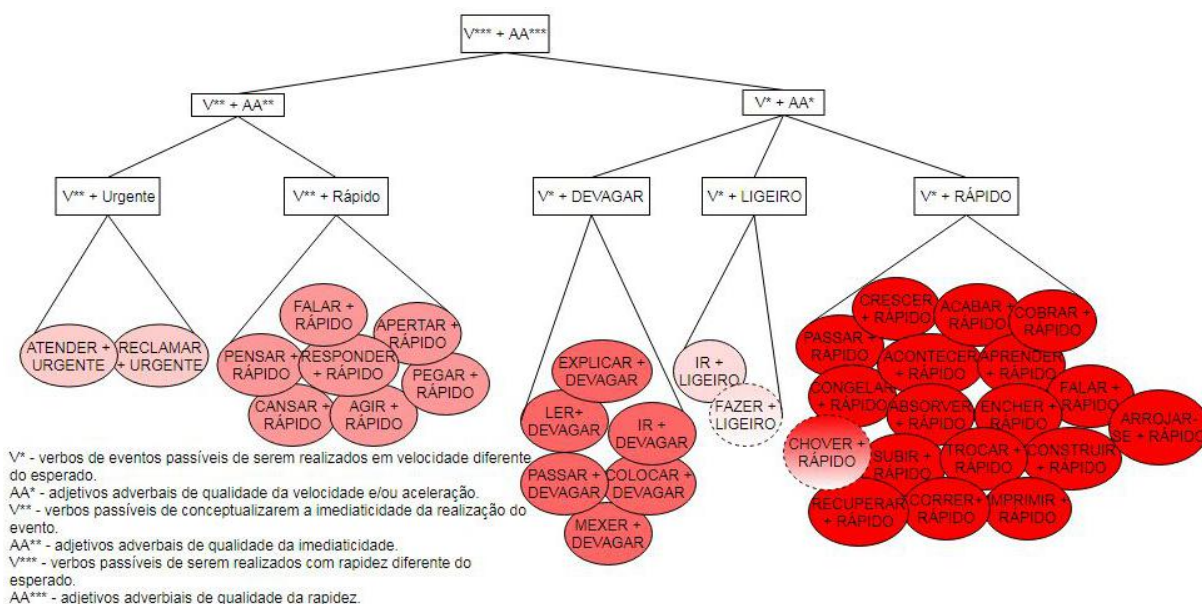 V*** + AA***
V** + AA**
V* + AA*
V** + Urgente
V** + Rápido
V* + DEVAGAR
V* + LIGEIRO
V* + RÁPIDO
ATENDER +
URGENTE
RECLAMAR
+ URGENTE
FALAR +
RÁPIDO
APERTAR +
RÁPIDO
PENSAR +
RÁPIDO
RESPONDER
+ RÁPIDO
PEGAR +
RÁPIDO
CANSAR +
RÁPIDO
AGIR +
RÁPIDO
EXPLICAR +
DEVAGAR
LER+
DEVAGAR
IR +
DEVAGAR
PASSAR +
DEVAGAR
COLOCAR +
DEVAGAR
MEXER +
DEVAGAR
IR +
LIGEIRO
FAZER +
LIGEIRO
CRESCER
+ RÁPIDO
ACABAR +
RÁPIDO
COBRAR +
RÁPIDO
PASSAR +
RÁPIDO
ACONTECER
+ RÁPIDO
APRENDER
+ RÁPIDO
CONGELAR
+ RÁPIDO
ABSORVER
+ RÁPIDO
ENCHER +
RÁPIDO
FALAR +
RÁPIDO
ARROJAR-
SE + RÁPIDO
CHOVER +
RÁPIDO
SUBIR +
RÁPIDO
TROCAR +
RÁPIDO
CONSTRUIR
+ RÁPIDO
RECUPERAR
+ RÁPIDO
CORRER+
RÁPIDO
IMPRIMIR +
RÁPIDO
V* - verbos de eventos passíveis de serem realizados em velocidade diferente
do esperado.
AA* - adjetivos adverbais de qualidade da velocidade e/ou aceleração.
V** - verbos passíveis de conceptualizarem a imediaticidade da realização do
evento.
AA** - adjetivos adverbais de qualidade da imediaticidade.
V*** - verbos passíveis de serem realizados com rapidez diferente do
esperado.
AA*** - adjetivos adverbiais de qualidade da rapidez.